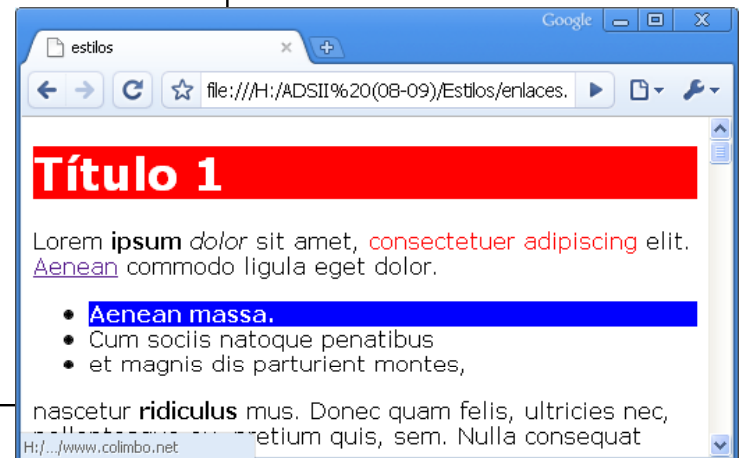 Google
estilos
file:///H:/ADSII%20(08-09)/Estilos/enlaces.
Título 1
Lorem ipsum dolor sit amet, consectetuer adipiscing elit.
Aenean commodo ligula eget dolor.
Aenean massa.
Cum sociis natoque penatibus
et magnis dis parturient montes,
nascetur ridiculus mus. Donec quam felis, ultricies nec,
pretium quis, sem. Nulla consequat
H:/.../www.colimbo.net